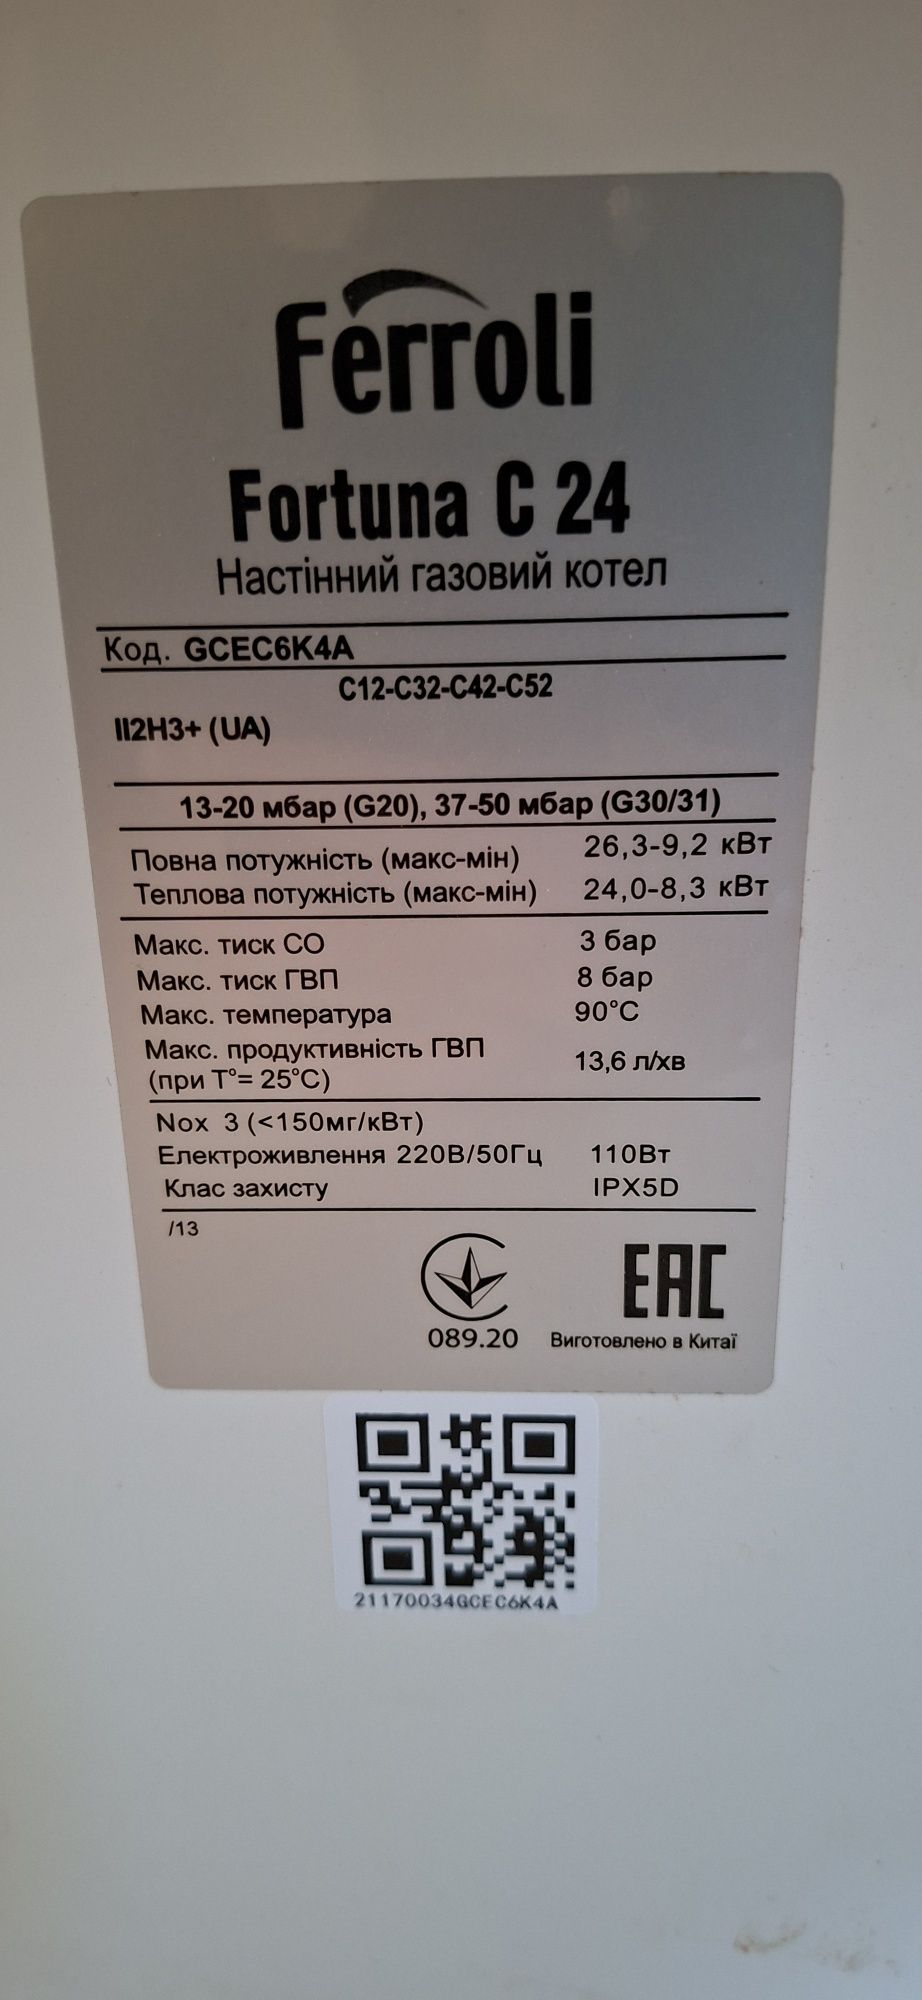 Ferroli
Fortuna C 24
Настінний газовий котел
Код. GCEC6K4A
C12-C32-C42-C52
II2H3+ (UA)
13-20 мбар (G20), 37-50 мбар (G30/31)
Повна потужність (макс-мін) 26,3-9,2 кВт
Теплова потужність (макс-мін) 24,0-8,3 кВт
Макс. тиск СО 3 бар
Макс. тиск ГВП 8 бар
Макс. температура 90°C
Макс. продуктивність ГВП
(при T°= 25°C) 13,6 л/хв
Nox 3 (<150мг/кВт)
Електроживлення 220В/50Гц 110Вт
Клас захисту IPX5D
/13
089.20
EAC
Виготовлено в Китаї
21170034GCEC6K4A